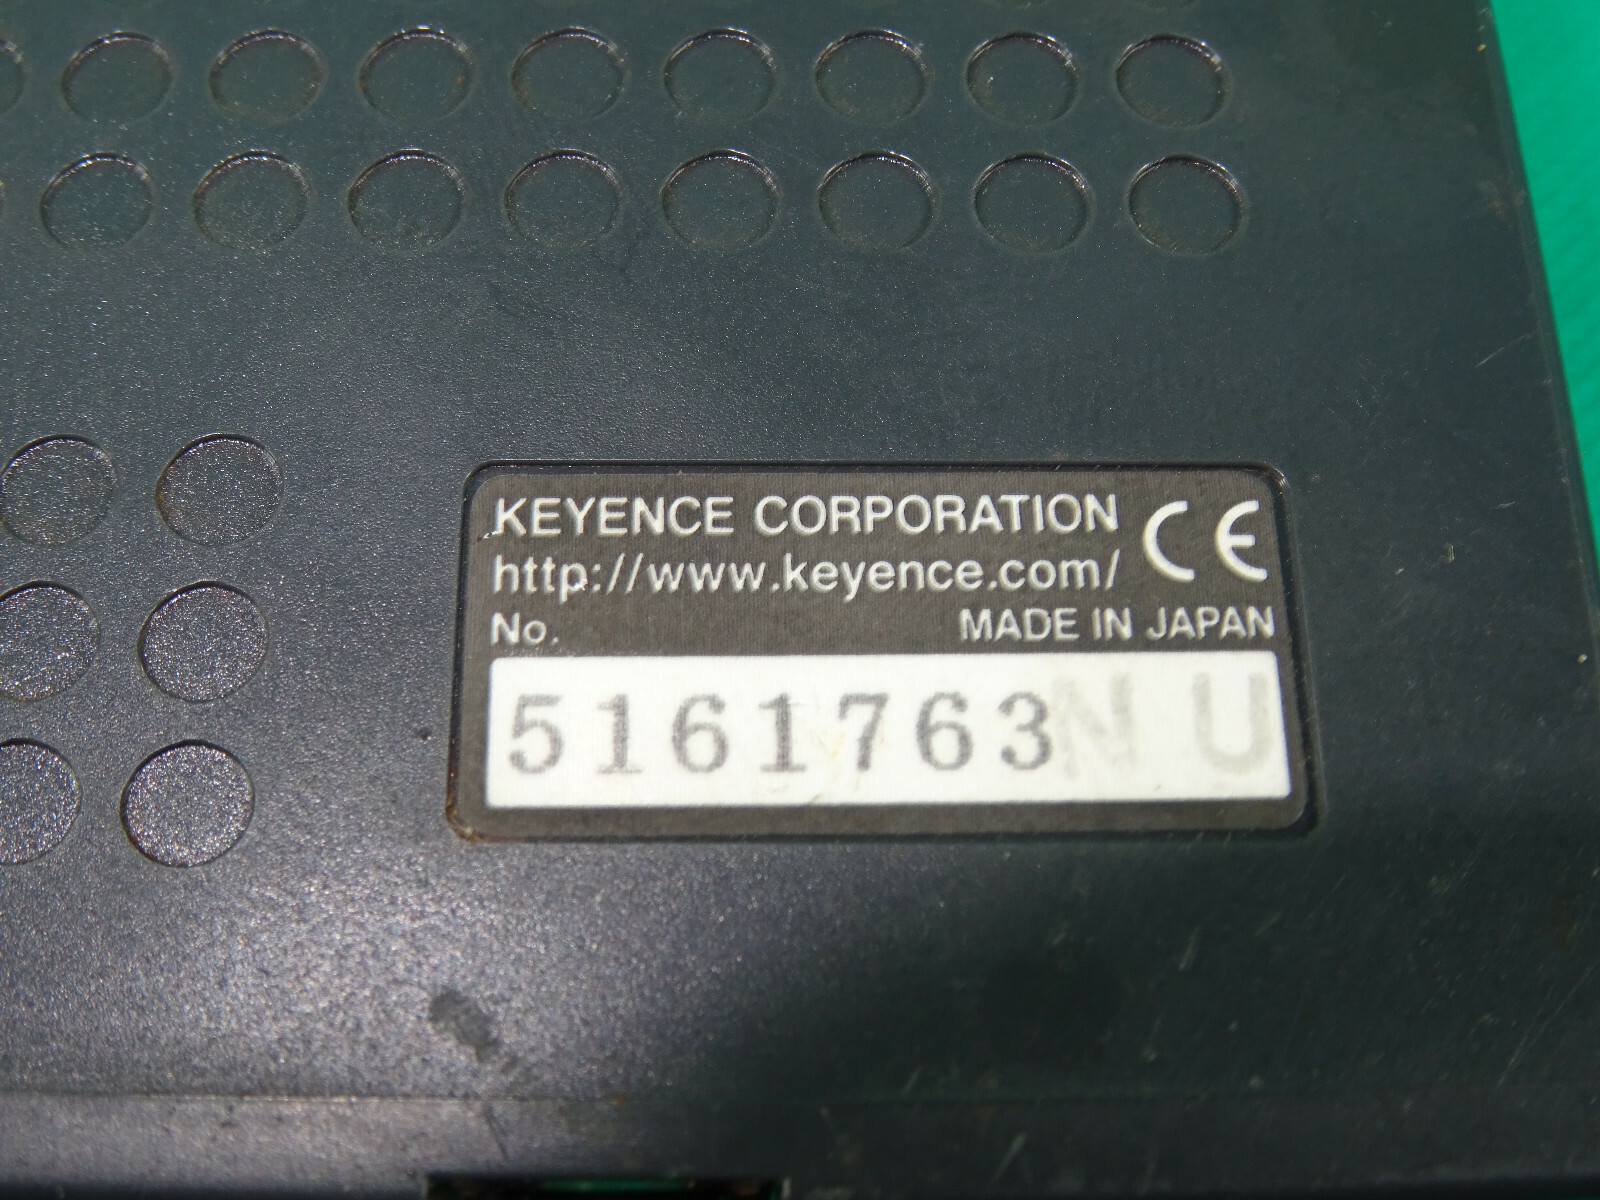 KEYENCE CORPORATION CE
http://www.keyence.com/
No. MADE IN JAPAN
5161763NU